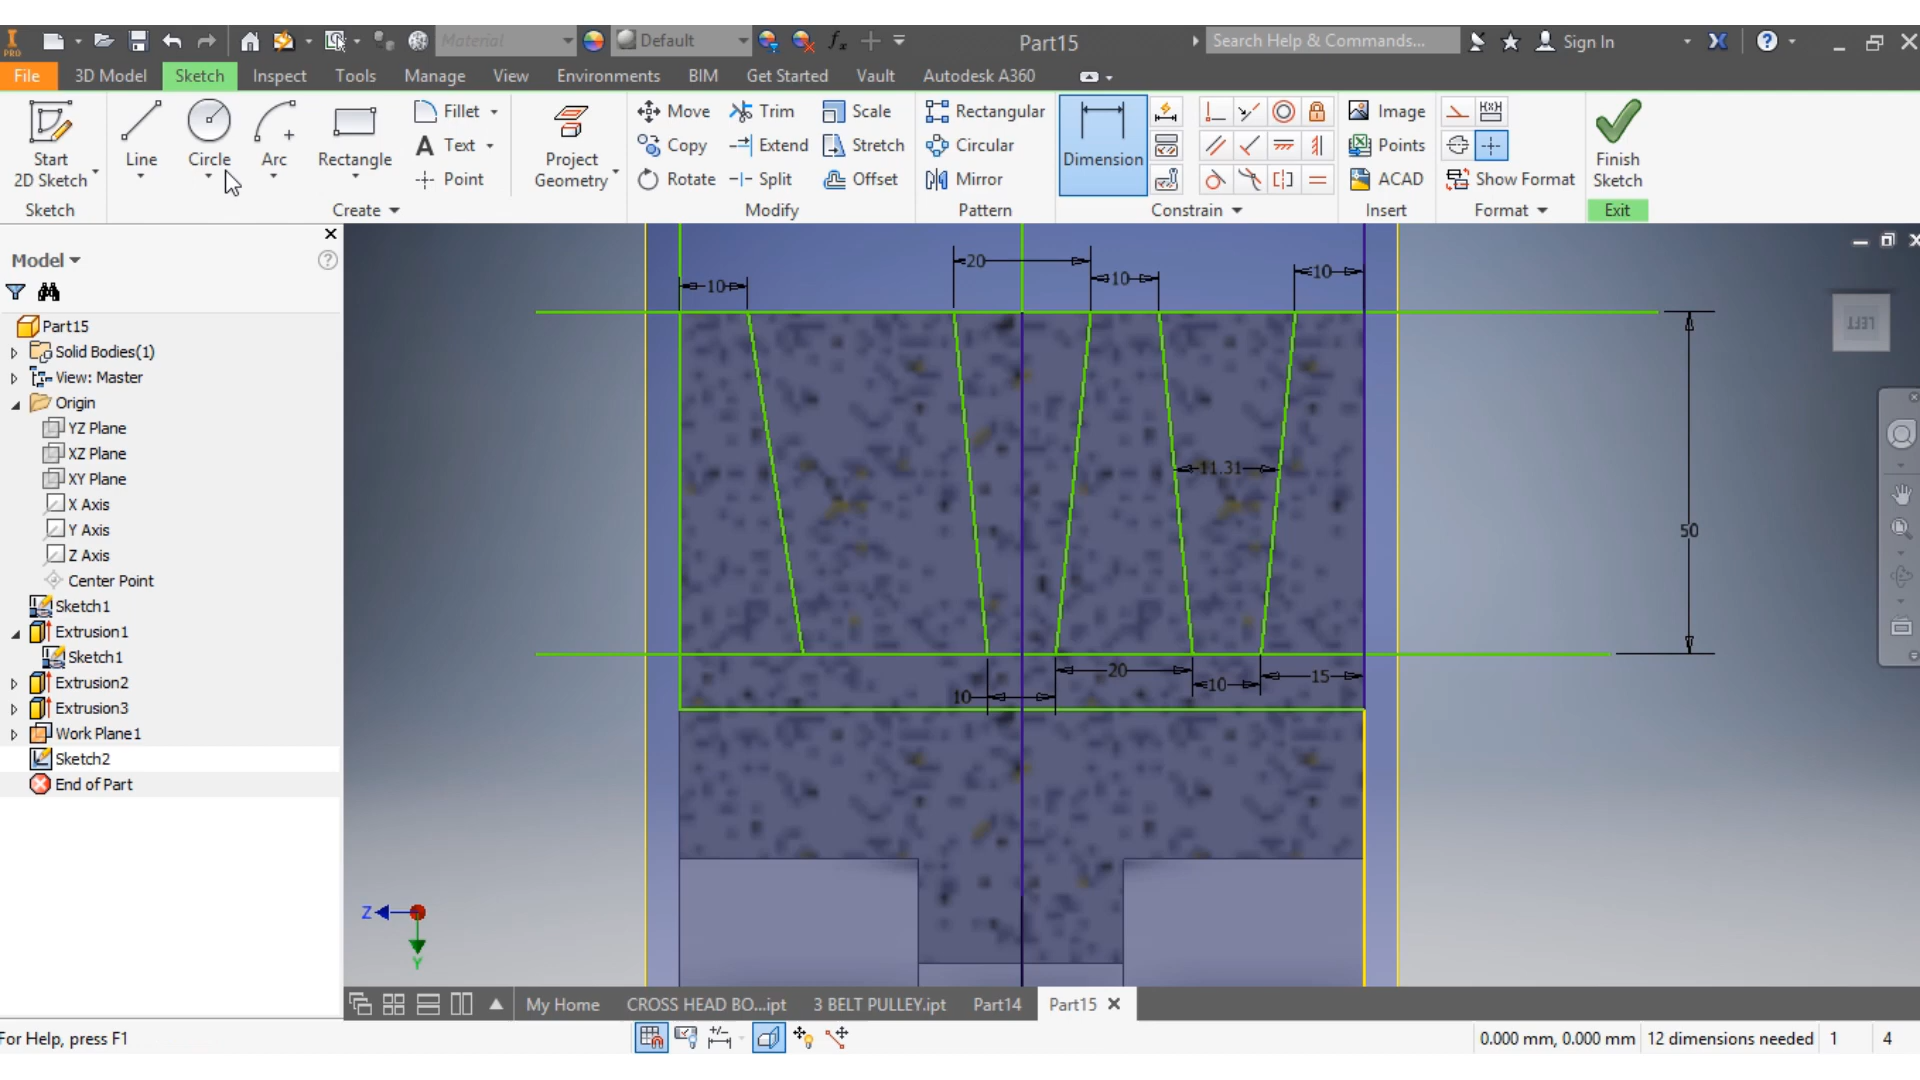 PRO
Material
Default
Part15
Search Help & Commands...
Sign In
File
3D Model
Sketch
Inspect
Tools
Manage
View
Environments
BIM
Get Started
Vault
Autodesk A360
Start
2D Sketch
Line
Circle
Arc
Rectangle
Fillet
Text
Point
Project
Geometry
Move
Copy
Rotate
Trim
Extend
Split
Scale
Stretch
Offset
Rectangular
Circular
Mirror
Dimension
Image
Points
ACAD
Show Format
Finish
Sketch
Sketch
Create
Modify
Pattern
Constrain
Insert
Format
Exit
Model
Part15
Solid Bodies(1)
View: Master
Origin
YZ Plane
XZ Plane
XY Plane
X Axis
Y Axis
Z Axis
Center Point
Sketch1
Extrusion1
Sketch1
Extrusion2
Extrusion3
Work Plane1
Sketch2
End of Part
20
10
10
10
LEFT
11.31
50
20
15
10
10
Z
Y
My Home
CROSS HEAD BO...ipt
3 BELT PULLEY.ipt
Part14
Part15
For Help, press F1
0.000 mm, 0.000 mm
12 dimensions needed
1
4